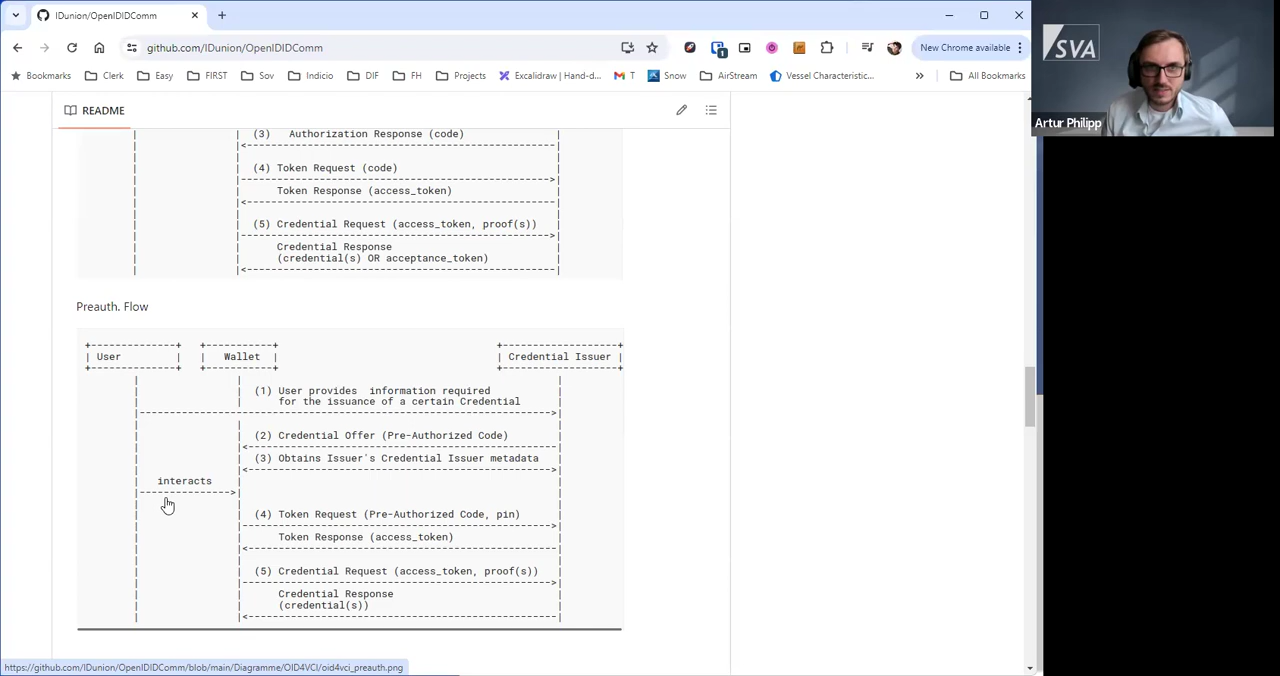 IDunion/OpenIDIDComm
github.com/IDunion/OpenIDIDComm
1
New Chrome available
Bookmarks
Clerk
Easy
FIRST
Sov
Indicio
DIF
FH
Projects
Excalidraw | Hand-d...
T
Snow
AirStream
Vessel Characteristic...
»
All Bookmarks
SVA
Artur Philipp
README
(3) Authorization Response (code)
(4) Token Request (code)
Token Response (access_token)
(5) Credential Request (access_token, proof(s))
Credential Response
(credential(s) OR acceptance_token)
Preauth. Flow
User
Wallet
Credential Issuer
(1) User provides information required
for the issuance of a certain Credential
(2) Credential Offer (Pre-Authorized Code)
(3) Obtains Issuer's Credential Issuer metadata
interacts
(4) Token Request (Pre-Authorized Code, pin)
Token Response (access_token)
(5) Credential Request (access_token, proof(s))
Credential Response
(credential(s))
https://github.com/IDunion/OpenIDIDComm/blob/main/Diagramme/OID4VCI/oid4vci_preauth.png